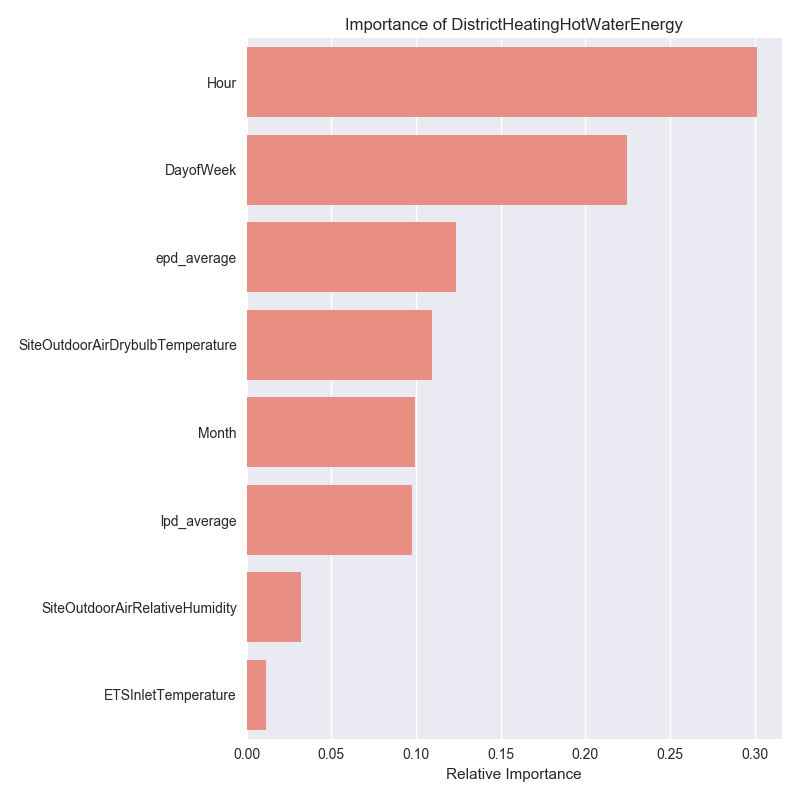 Importance of DistrictHeatingHotWaterEnergy
Hour
DayofWeek
epd_average
SiteOutdoorAirDrybulbTemperature
Month
lpd_average
SiteOutdoorAirRelativeHumidity
ETSInletTemperature
0.00 0.05 0.10 0.15 0.20 0.25 0.30
Relative Importance